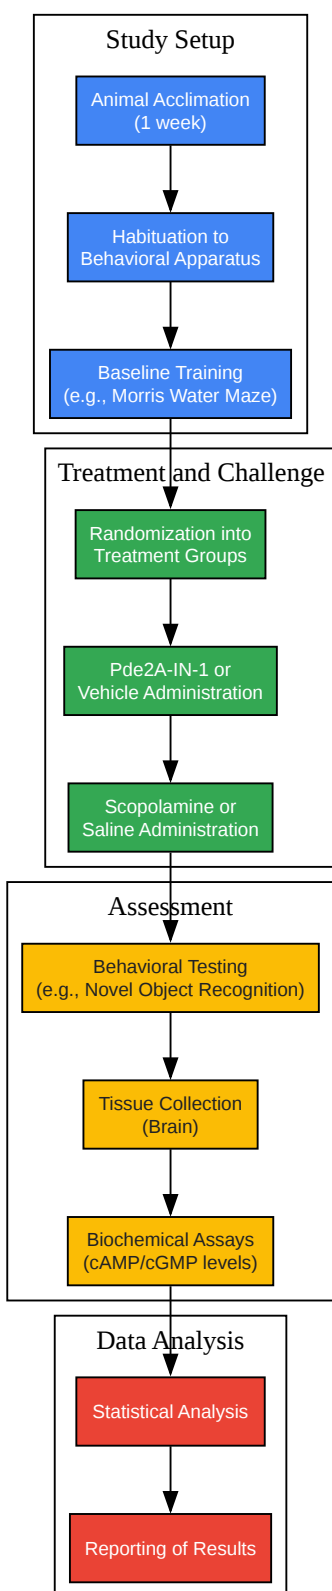 Study Setup
Animal Acclimation
(1 week)
Habituation to
Behavioral Apparatus
Baseline Training
(e.g., Morris Water Maze)
Treatment and Challenge
Randomization into
Treatment Groups
Pde2A-IN-1 or
Vehicle Administration
Scopolamine or
Saline Administration
Assessment
Behavioral Testing
(e.g., Novel Object Recognition)
Tissue Collection
(Brain)
Biochemical Assays
(cAMP/cGMP levels)
Data Analysis
Statistical Analysis
Reporting of Results